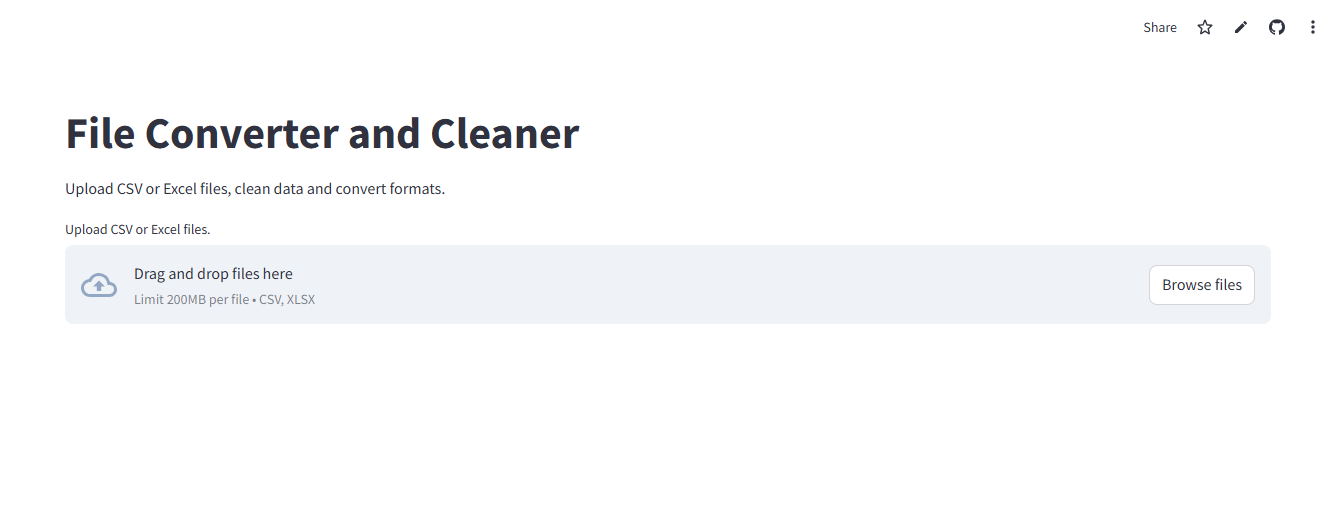 Share
File Converter and Cleaner
Upload CSV or Excel files, clean data and convert formats.
Upload CSV or Excel files.
Drag and drop files here
Limit 200MB per file • CSV, XLSX
Browse files